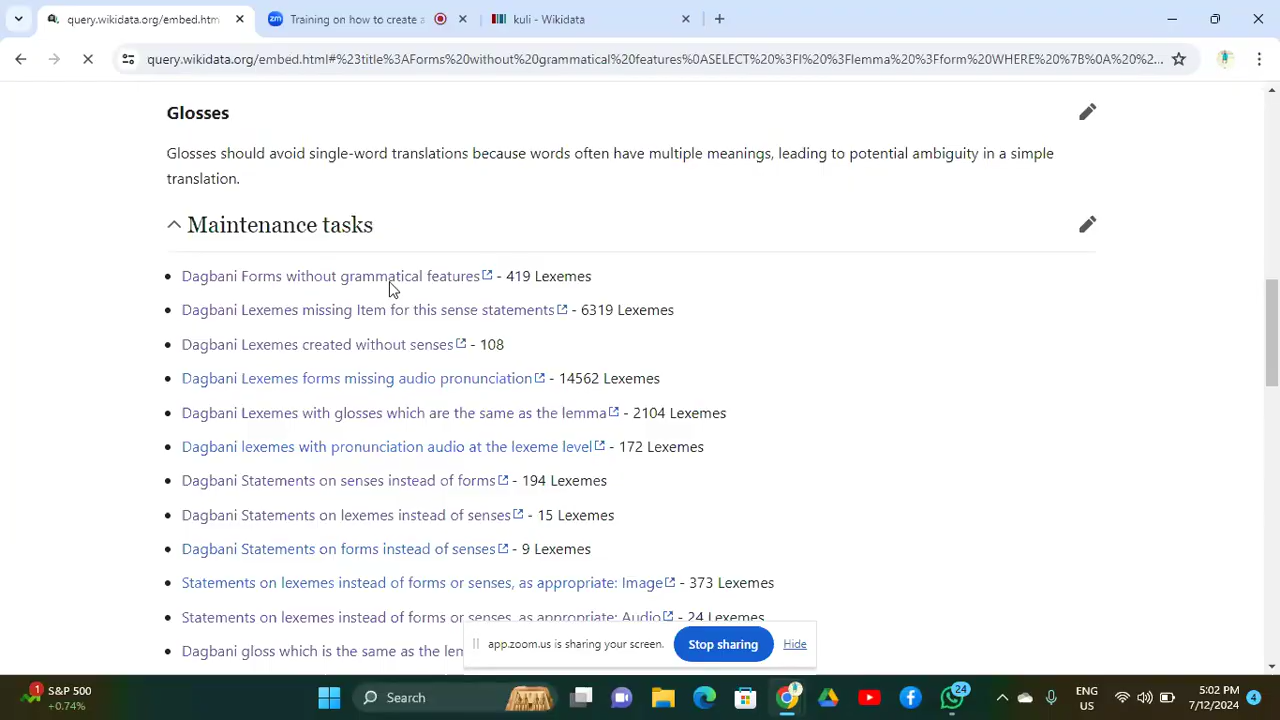 query.wikidata.org/embed.htm
Training on how to create a
kuli - Wikidata
query.wikidata.org/embed.html#%23title%3AForms%20without%20grammatical%20features%0ASELECT%20%3Fl%20%3Flemma%20%3Fform%20WHERE%20%7B%0A%20%2...
Glosses
Glosses should avoid single-word translations because words often have multiple meanings, leading to potential ambiguity in a simple
translation.
Maintenance tasks
Dagbani Forms without grammatical features - 419 Lexemes
Dagbani Lexemes missing Item for this sense statements - 6319 Lexemes
Dagbani Lexemes created without senses - 108
Dagbani Lexemes forms missing audio pronunciation - 14562 Lexemes
Dagbani Lexemes with glosses which are the same as the lemma - 2104 Lexemes
Dagbani lexemes with pronunciation audio at the lexeme level - 172 Lexemes
Dagbani Statements on senses instead of forms - 194 Lexemes
Dagbani Statements on lexemes instead of senses - 15 Lexemes
Dagbani Statements on forms instead of senses - 9 Lexemes
Statements on lexemes instead of forms or senses, as appropriate: Image - 373 Lexemes
Statements on lexemes instead of forms or senses, as appropriate: Audio - 24 Lexemes
Dagbani gloss which is the same as the lem
app.zoom.us is sharing your screen.
Stop sharing
Hide
1
S&P 500
+0.74%
Search
24
ENG
US
5:02 PM
7/12/2024
4